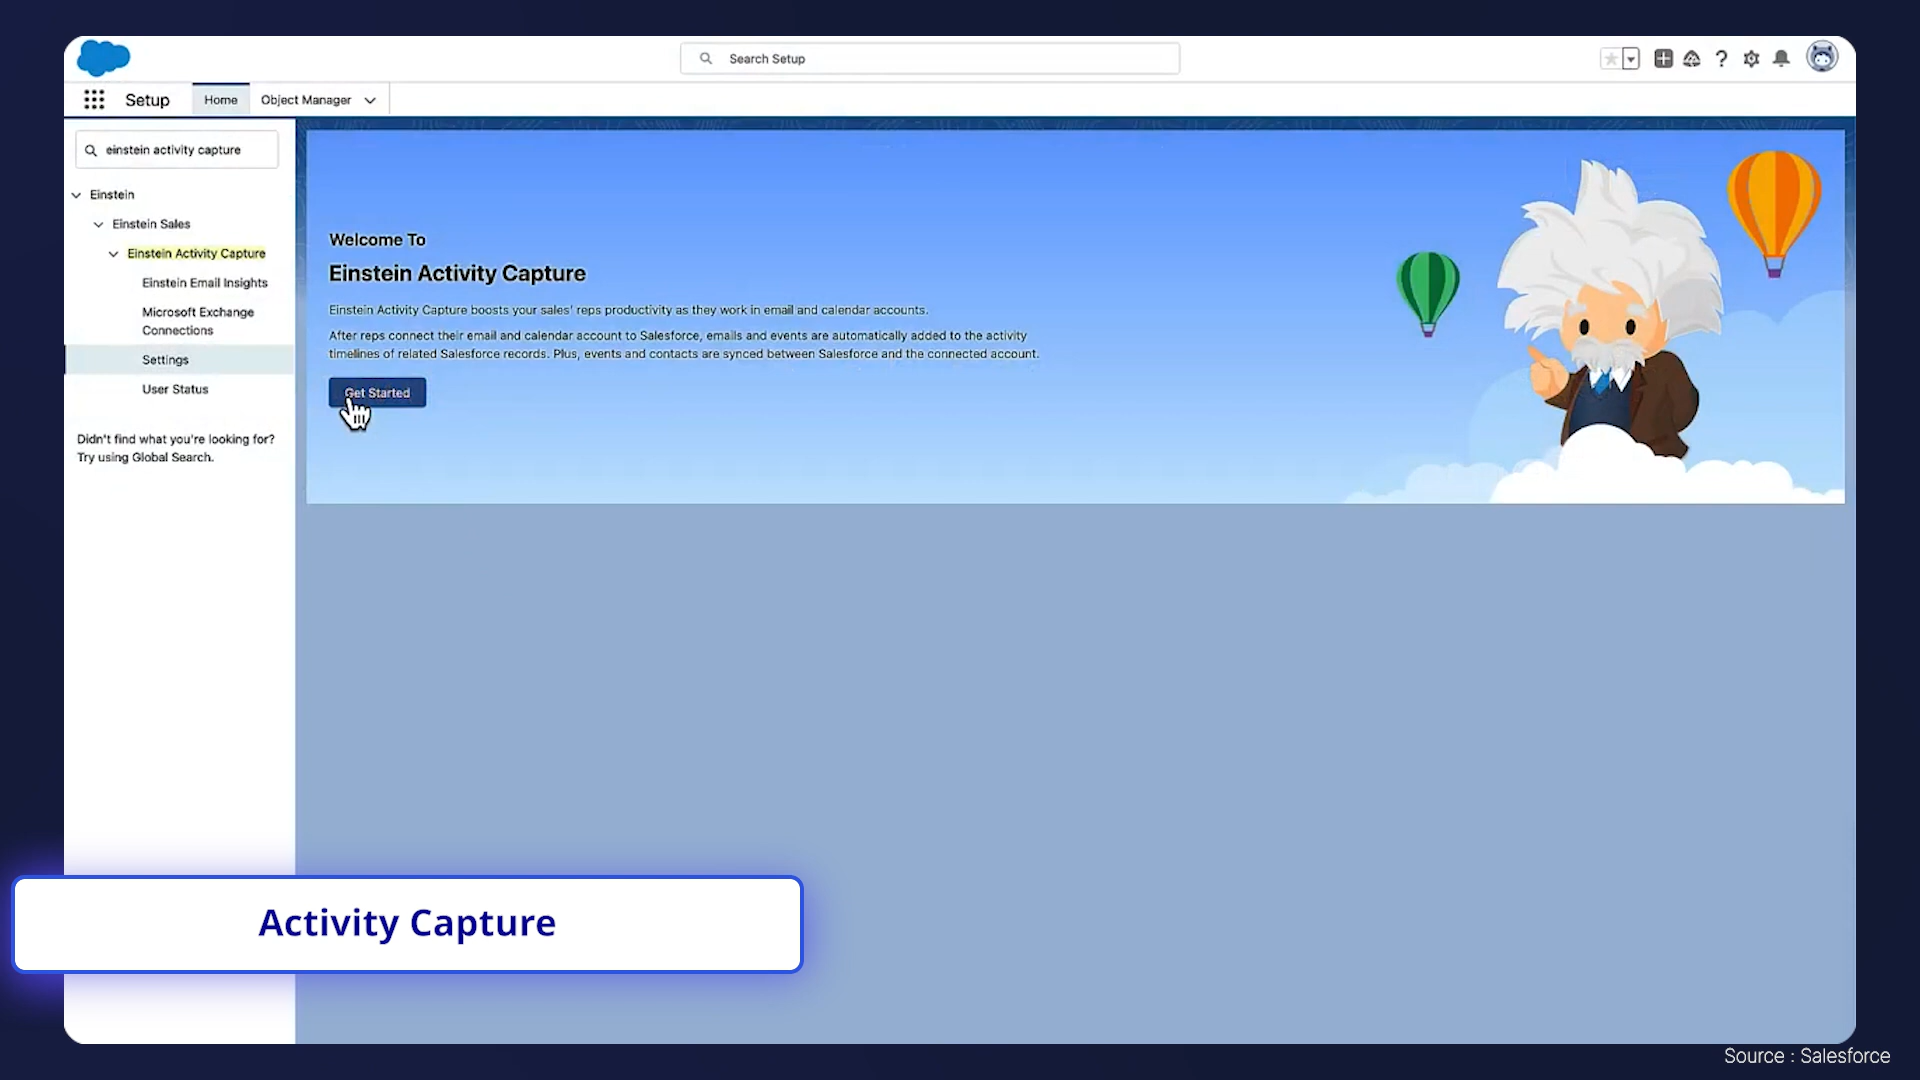 Search Setup
Setup
Home
Object Manager
einstein activity capture
Einstein
Einstein Sales
Einstein Activity Capture
Einstein Email Insights
Microsoft Exchange
Connections
Settings
User Status
Didn't find what you're looking for?
Try using Global Search.
Welcome To
Einstein Activity Capture
Einstein Activity Capture boosts your sales' reps productivity as they work in email and calendar accounts.
After reps connect their email and calendar account to Salesforce, emails and events are automatically added to the activity
timelines of related Salesforce records. Plus, events and contacts are synced between Salesforce and the connected account.
Get Started
Activity Capture
Source : Salesforce